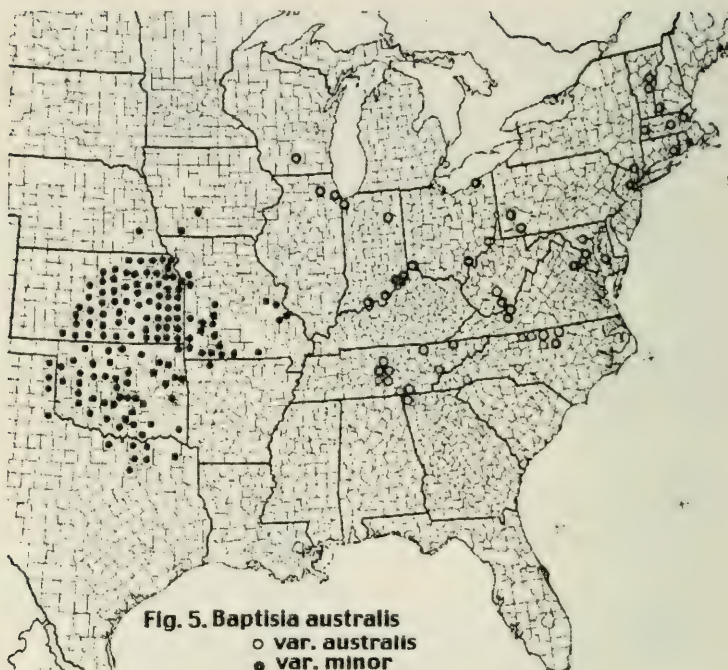 Fig. 5. Baptisia australis
o var. australis
● var. minor